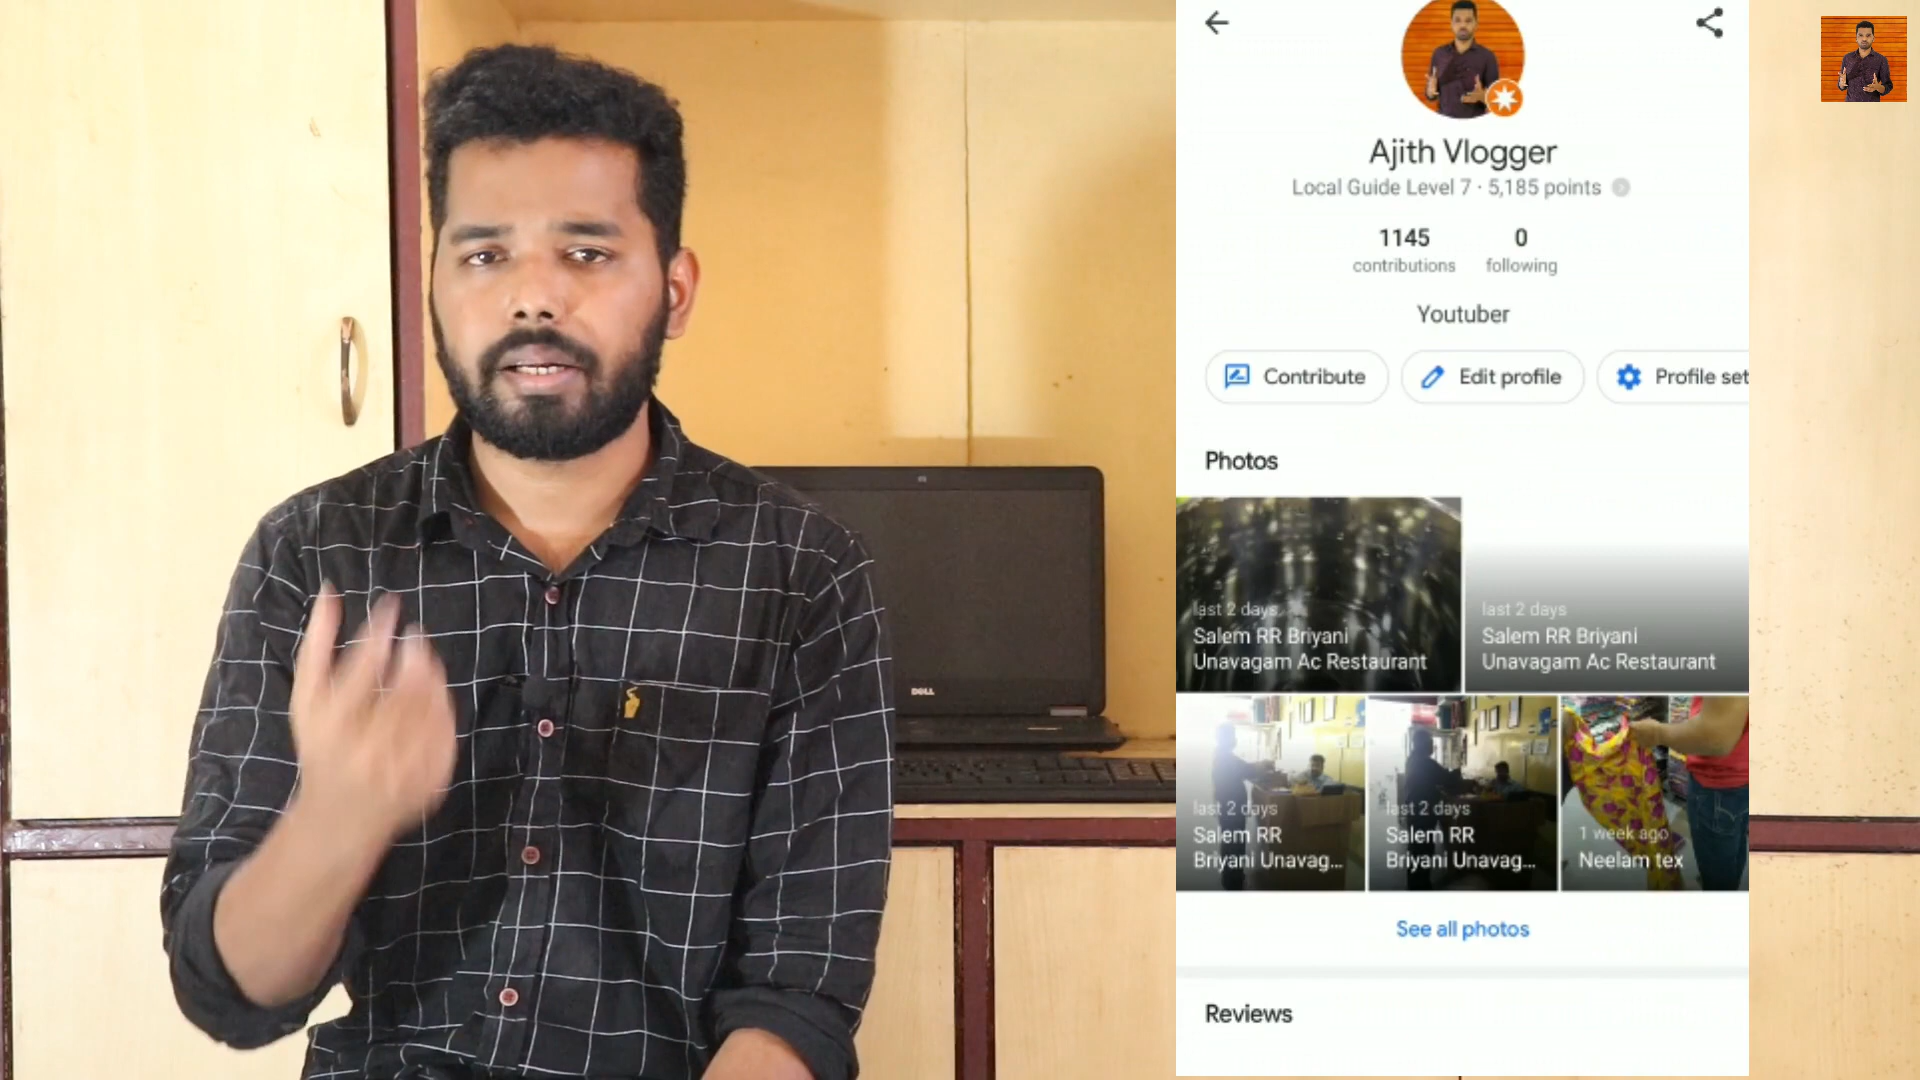 Ajith Vlogger
Local Guide Level 7 · 5,185 points
1145
contributions
0
following
Youtuber
Contribute
Edit profile
Profile set
Photos
last 2 days
Salem RR Briyani
Unavagam Ac Restaurant
last 2 days
Salem RR Briyani
Unavagam Ac Restaurant
last 2 days
Salem RR
Briyani Unavag...
last 2 days
Salem RR
Briyani Unavag...
1 week ago
Neelam tex
See all photos
Reviews
DELL